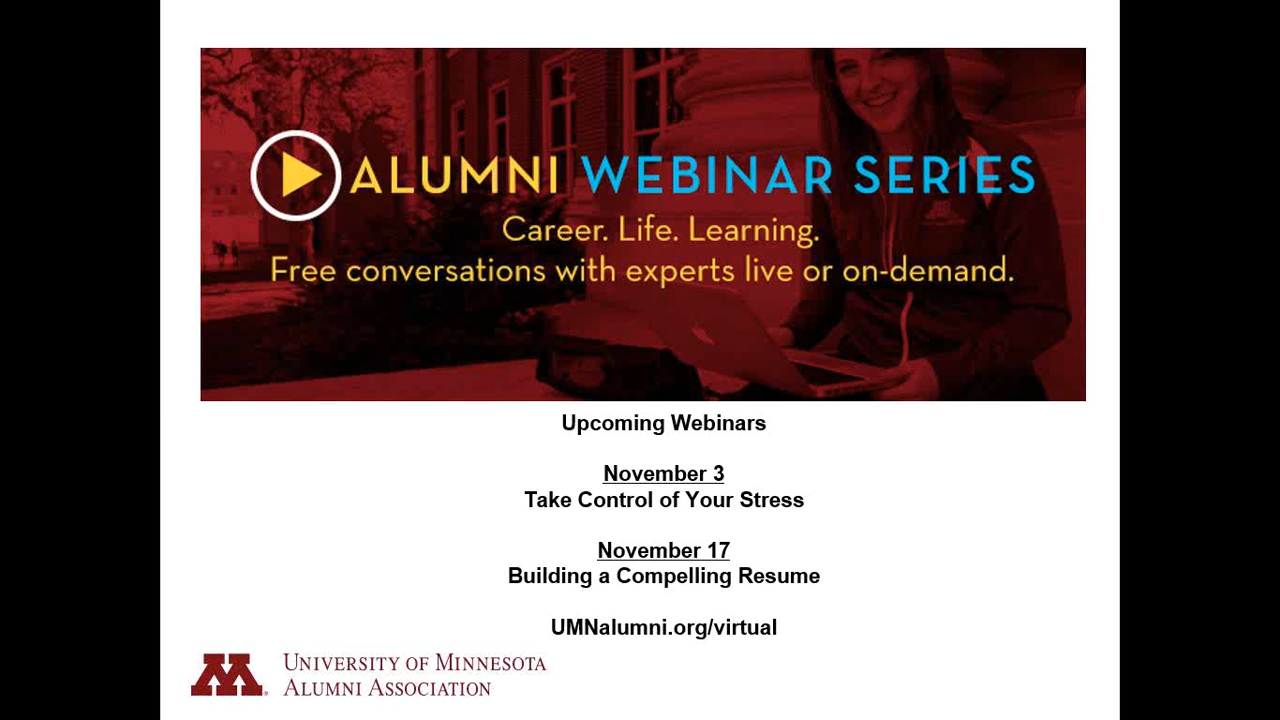 ALUMNI WEBINAR SERIES
Career. Life. Learning.
Free conversations with experts live or on-demand.
Upcoming Webinars
November 3
Take Control of Your Stress
November 17
Building a Compelling Resume
UMNalumni.org/virtual
M
UNIVERSITY OF MINNESOTA
ALUMNI ASSOCIATION